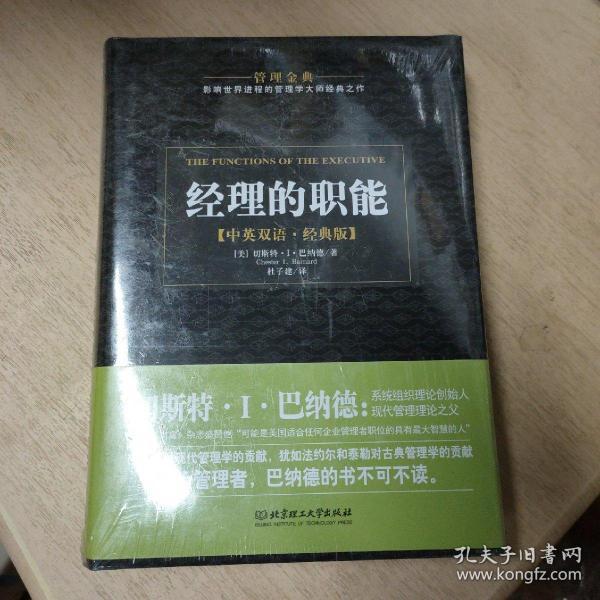 管理金典
影响世界进程的管理学大师经典之作
THE FUNCTIONS OF THE EXECUTIVE
经理的职能
【中英双语·经典版】
[美] 切斯特·I·巴纳德/著
Chester I. Barnard
杜子建/译
斯特·I·巴纳德：
系统组织理论创始人
现代管理理论之父
杂志盛赞他“可能是美国适合任何企业管理者职位的具有最大智慧的人”
现代管理学的贡献，犹如法约尔和泰勒对古典管理学的贡献
管理者，巴纳德的书不可不读。
北京理工大学出版社
BEIJING INSTITUTE OF TECHNOLOGY PRESS
孔夫子旧书网
www.kongfz.com